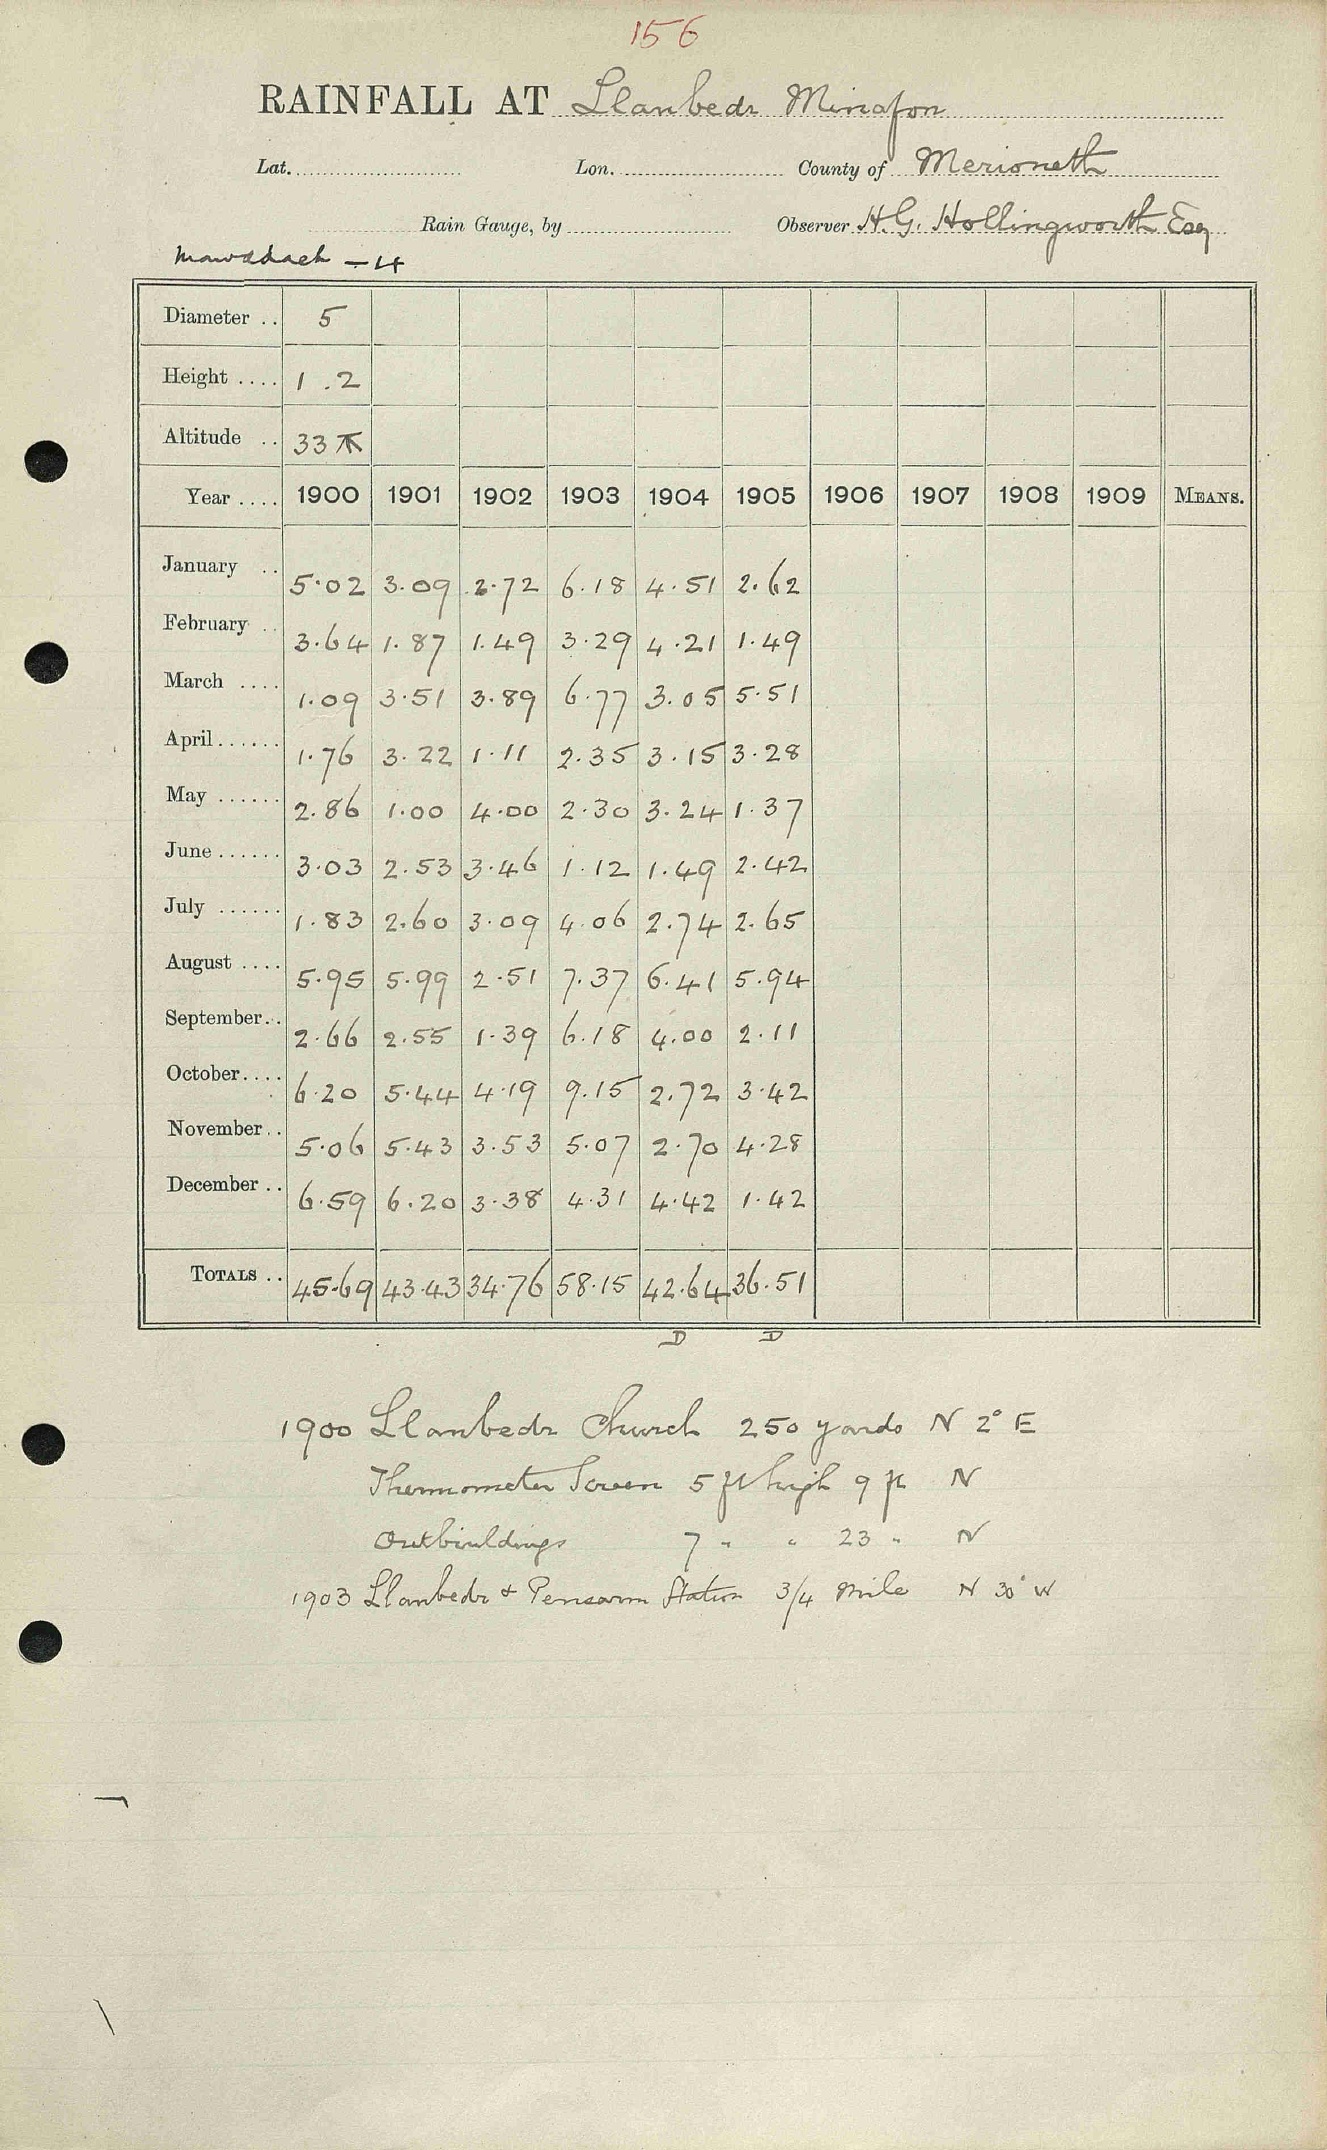 156
RAINFALL AT Llanbedr Minafon
Lat. Lon. County of Merioneth
Rain Gauge, by Observer H.G. Hollingworth Esq
Mawddach - 4
Diameter .. 5
Height .... 1.2
Altitude .. 33
Year .... 1900 1901 1902 1903 1904 1905 1906 1907 1908 1909 MEANS.
January .. 5.02 3.09 2.72 6.18 4.51 2.62
February .. 3.64 1.87 1.49 3.29 4.21 1.49
March .... 1.09 3.51 3.89 6.77 3.05 5.51
April...... 1.76 3.22 1.11 2.35 3.15 3.28
May ...... 2.86 1.00 4.00 2.30 3.24 1.37
June...... 3.03 2.53 3.46 1.12 1.49 2.42
July ...... 1.83 2.60 3.09 4.06 2.74 2.65
August .... 5.95 5.99 2.51 7.37 6.41 5.94
September.. 2.66 2.55 1.39 6.18 4.00 2.11
October.... 6.20 5.44 4.19 9.15 2.72 3.42
November.. 5.06 5.43 3.53 5.07 2.70 4.28
December .. 6.59 6.20 3.38 4.31 4.42 1.42
TOTALS .. 45.69 43.43 34.76 58.15 42.64 36.51
D D
1900 Llanbedr Church 250 yards N 2° E
Thermometer Screen 5 ft high 9 ft N
Outbuildings 7 " " 23 " N
1903 Llanbedr & Pensarn Station 3/4 Mile N 30° W